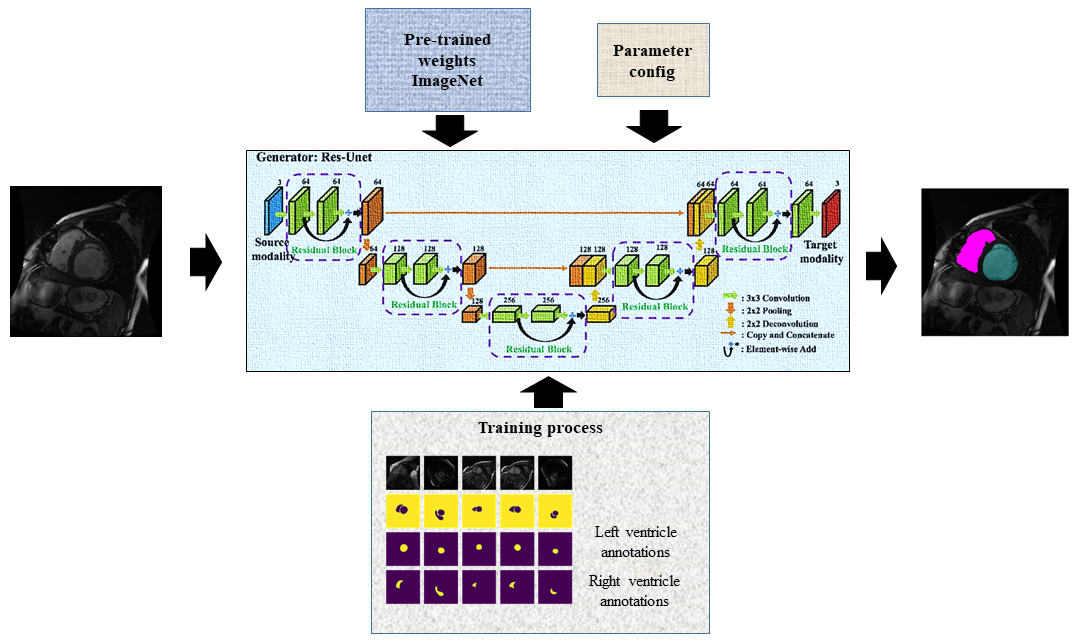 Pre-trained
weights
ImageNet
Parameter
config
Generator: Res-Unet
3
64
64
64
Source
modality
Residual Block
64
128
128
128
Residual Block
128
256
256
256
Residual Block
128 128
128
128
128
Residual Block
64 64
64
64
64
3
Residual Block
Target
modality
: 3x3 Convolution
: 2x2 Pooling
: 2x2 Deconvolution
: Copy and Concatenate
: Element-wise Add
Training process
Left ventricle
annotations
Right ventricle
annotations